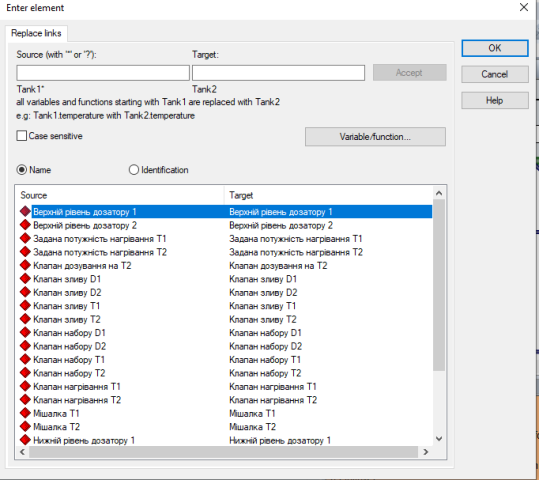 Enter element
Replace links
Source (with '*' or '?'):
Target:
Accept
Tank1*
Tank2
all variables and functions starting with Tank1 are replaced with Tank2
e.g: Tank1.temperature with Tank2.temperature
Case sensitive
Variable/function...
Name
Identification
OK
Cancel
Help
Source Target
Верхній рівень дозатору 1 Верхній рівень дозатору 1
Верхній рівень дозатору 2 Верхній рівень дозатору 2
Задана потужність нагрівання T1 Задана потужність нагрівання T1
Задана потужність нагрівання T2 Задана потужність нагрівання T2
Клапан дозування на T2 Клапан дозування на T2
Клапан зливу D1 Клапан зливу D1
Клапан зливу D2 Клапан зливу D2
Клапан зливу T1 Клапан зливу T1
Клапан зливу T2 Клапан зливу T2
Клапан набору D1 Клапан набору D1
Клапан набору D2 Клапан набору D2
Клапан набору T1 Клапан набору T1
Клапан набору T2 Клапан набору T2
Клапан нагрівання T1 Клапан нагрівання T1
Клапан нагрівання T2 Клапан нагрівання T2
Мішалка T1 Мішалка T1
Мішалка T2 Мішалка T2
Нижній рівень дозатору 1 Нижній рівень дозатору 1